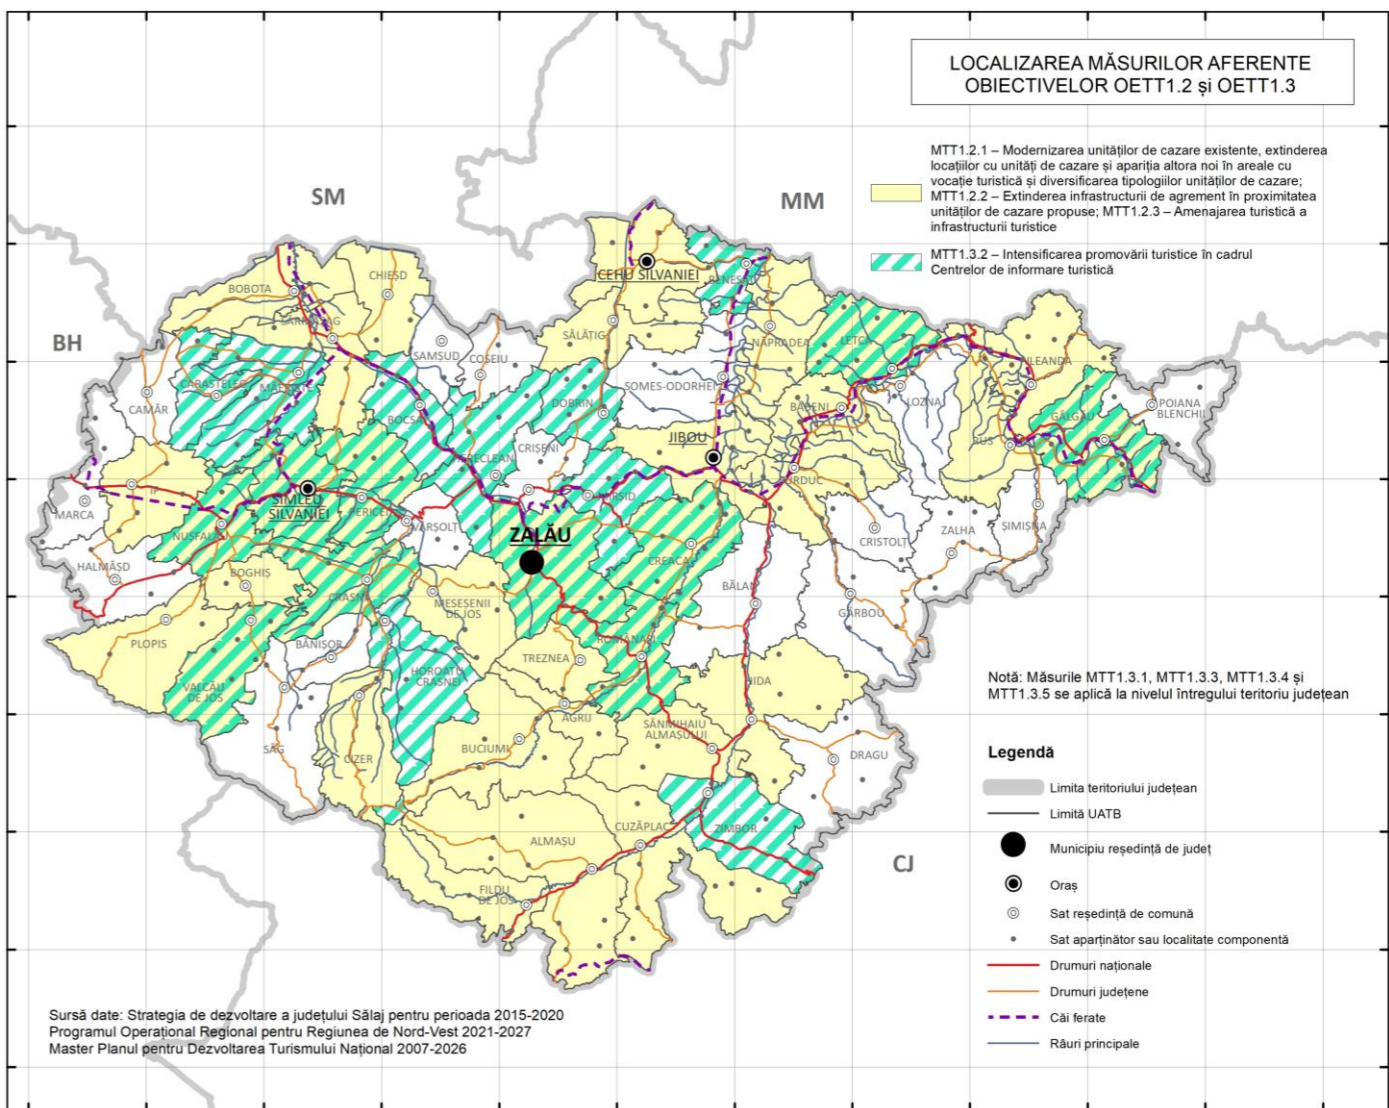 LOCALIZAREA MĂSURILOR AFERENTE
OBIECTIVELOR OETT1.2 și OETT1.3
MTT1.2.1 – Modernizarea unităților de cazare existente, extinderea
locațiilor cu unități de cazare și apariția altora noi în areale cu
vocație turistică și diversificarea tipologiilor unităților de cazare;
MTT1.2.2 – Extinderea infrastructurii de agrement în proximitatea
unităților de cazare propuse; MTT1.2.3 – Amenajarea turistică a
infrastructurii turistice
MTT1.3.2 – Intensificarea promovării turistice în cadrul
Centrelor de informare turistică
SM
MM
BH
CJ
CHIEȘD
BOBOTA
CEHU SILVANIEI
SĂLĂȚIG
NĂPRADEA
LETCA
ILEANDA
SAMȘUD
COȘEIU
CAMĂR
CARASTELEC
SOMEȘ-ODORHEI
DOBRIN
BĂBENI
LOZNA
POIANA
BLENCHII
GÂLGĂU
RUS
BOCȘA
CRIȘENI
JIBOU
IP
MARCA
ȘIMLEU
SILVANIEI
PERICEI
VÂRȘOLȚ
ZALĂU
CREACA
CRISTOLȚ
ZALHA
ȘIMIȘNA
NUȘFALĂU
HALMĂȘD
BOGHIȘ
CRASNA
MESEȘENII
DE JOS
BĂLAN
GÂRBOU
PLOPIȘ
BĂNIȘOR
HOROATU
CRASNEI
TREZNEA
ROMÂNAȘI
VALCĂU
DE JOS
HIDA
AGRIJ
SÂNMIHAIU
ALMAȘULUI
ȘAG
CIZER
BUCIUMI
DRAGU
ALMAȘU
CUZĂPLAC
ZIMBOR
FILDU
DE JOS
Notă: Măsurile MTT1.3.1, MTT1.3.3, MTT1.3.4 și
MTT1.3.5 se aplică la nivelul întregului teritoriu județean
Legendă
Limita teritoriului județean
Limită UATB
Municipiu reședință de județ
Oraș
Sat reședință de comună
Sat aparținător sau localitate componentă
Drumuri naționale
Drumuri județene
Căi ferate
Râuri principale
Sursă date: Strategia de dezvoltare a județului Sălaj pentru perioada 2015-2020
Programul Operațional Regional pentru Regiunea de Nord-Vest 2021-2027
Master Planul pentru Dezvoltarea Turismului Național 2007-2026